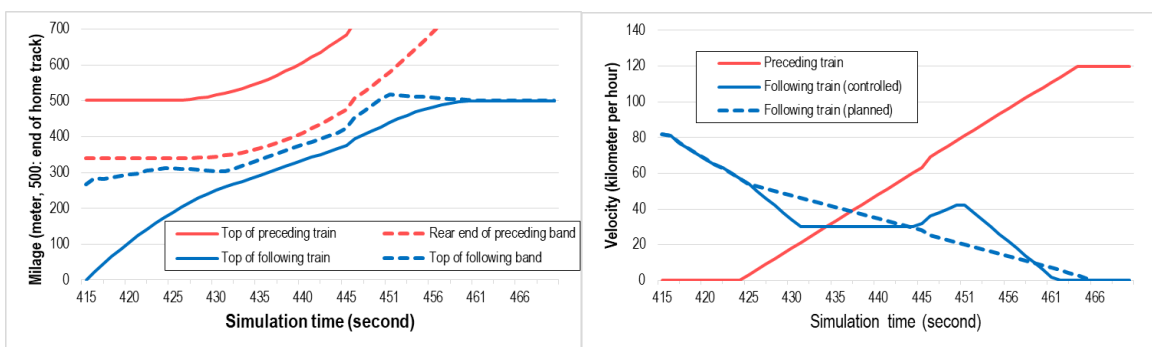 Milage (meter, 500: end of home track)
700
600
500
400
300
200
100
0
Top of preceding train
Rear end of preceding band
Top of following train
Top of following band
415 420 425 430 435 440 445 451 456 461 466
Simulation time (second)
Velocity (kilometer per hour)
140
120
100
80
60
40
20
0
Preceding train
Following train (controlled)
Following train (planned)
415 420 425 430 435 440 445 451 456 461 466
Simulation time (second)